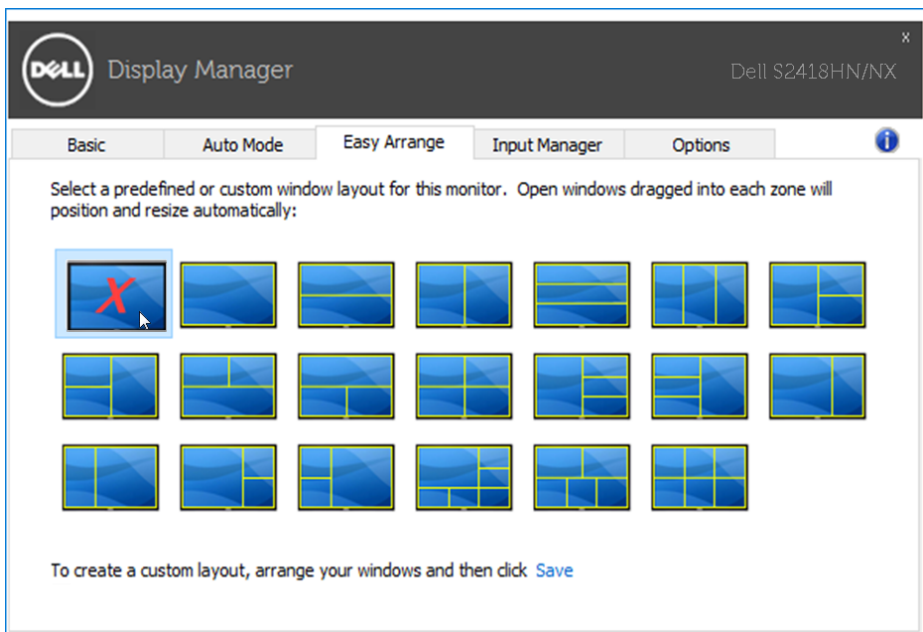 x
DELL
Display Manager
Dell S2418HN/NX
Basic
Auto Mode
Easy Arrange
Input Manager
Options
i
Select a predefined or custom window layout for this monitor.  Open windows dragged into each zone will
position and resize automatically:
X
To create a custom layout, arrange your windows and then click Save